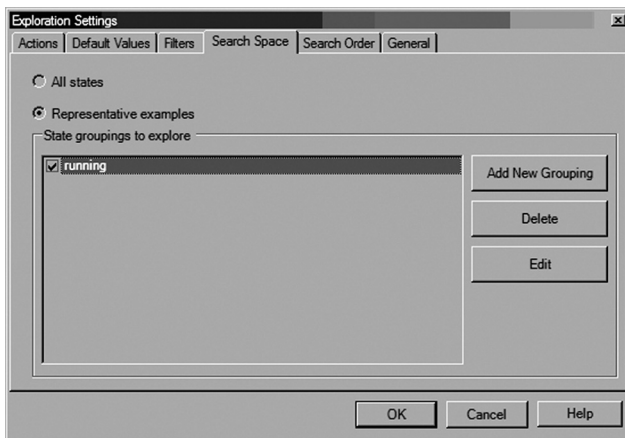 Exploration Settings
Actions Default Values Filters Search Space Search Order General
All states
Representative examples
State groupings to explore
running
Add New Grouping
Delete
Edit
OK Cancel Help